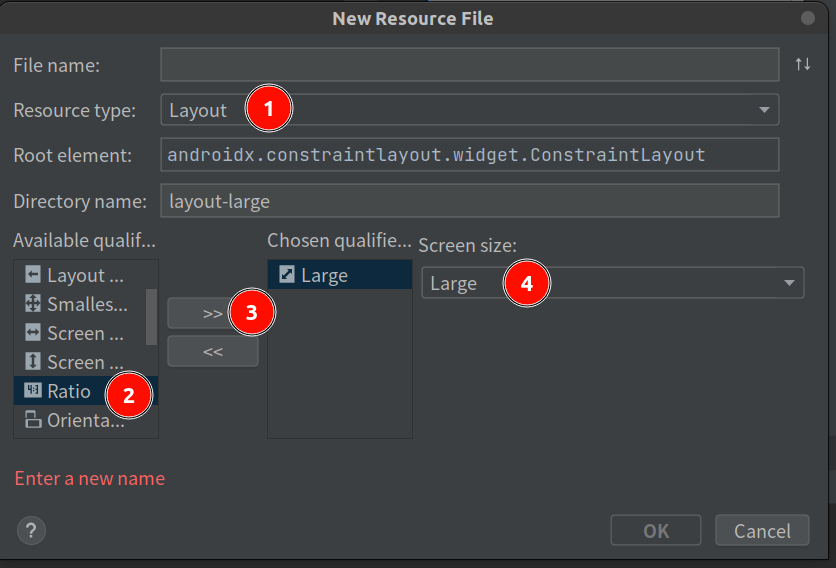 New Resource File
File name:
Resource type: Layout 1
Root element: androidx.constraintlayout.widget.ConstraintLayout
Directory name: layout-large
Available qualif... Chosen qualifie... Screen size:
Layout ... Large Large 4
Smalles...
>> 3
Screen ...
<<
Screen ...
4:3 Ratio 2
Orienta...
Enter a new name
? OK Cancel